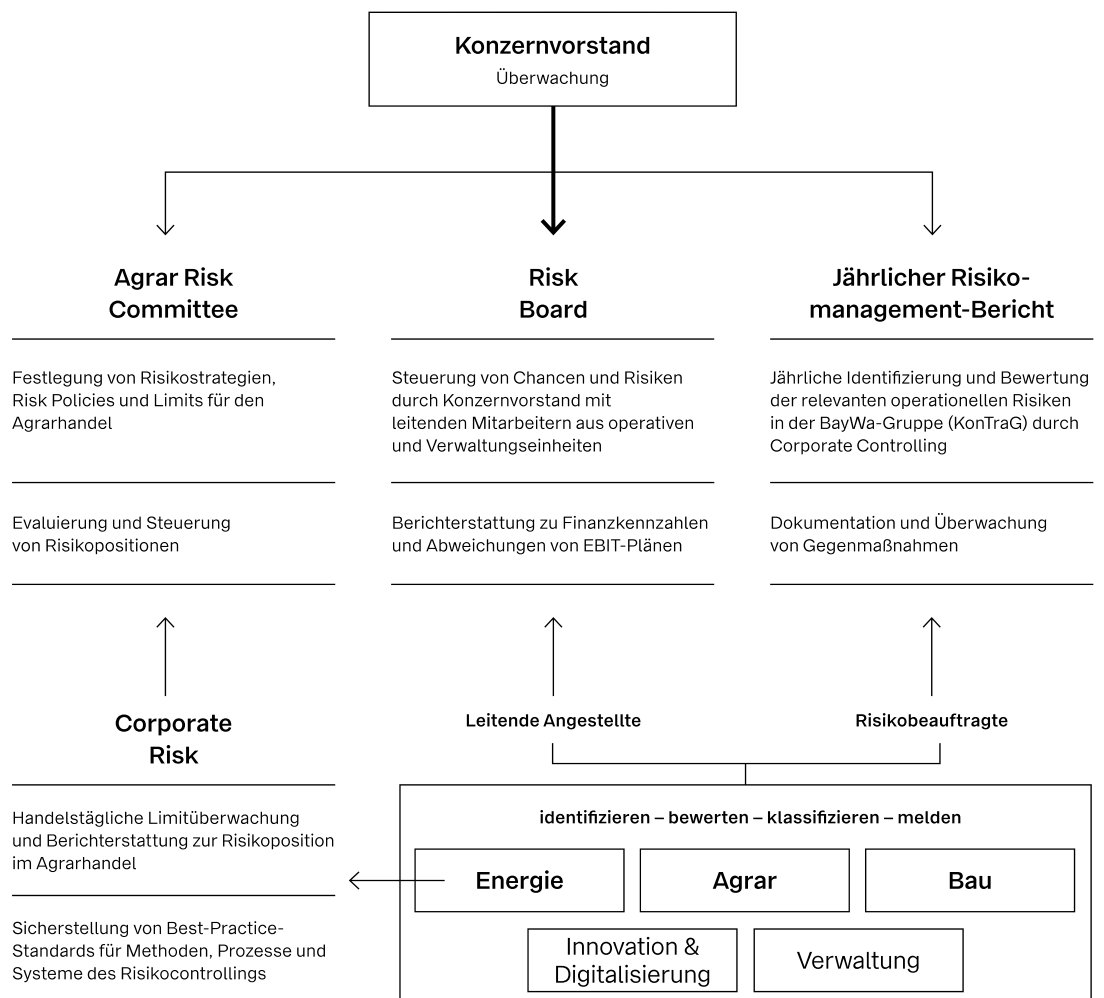 Konzernvorstand
Überwachung
Agrar Risk
Committee
Festlegung von Risikostrategien,
Risk Policies und Limits für den
Agrarhandel
Evaluierung und Steuerung
von Risikopositionen
Risk
Board
Steuerung von Chancen und Risiken
durch Konzernvorstand mit
leitenden Mitarbeitern aus operativen
und Verwaltungseinheiten
Berichterstattung zu Finanzkennzahlen
und Abweichungen von EBIT-Plänen
Jährlicher Risiko-
management-Bericht
Jährliche Identifizierung und Bewertung
der relevanten operationellen Risiken
in der BayWa-Gruppe (KonTraG) durch
Corporate Controlling
Dokumentation und Überwachung
von Gegenmaßnahmen
Corporate
Risk
Handelstägliche Limitüberwachung
und Berichterstattung zur Risikoposition
im Agrarhandel
Sicherstellung von Best-Practice-
Standards für Methoden, Prozesse und
Systeme des Risikocontrollings
Leitende Angestellte
Risikobeauftragte
identifizieren – bewerten – klassifizieren – melden
Energie
Agrar
Bau
Innovation &
Digitalisierung
Verwaltung